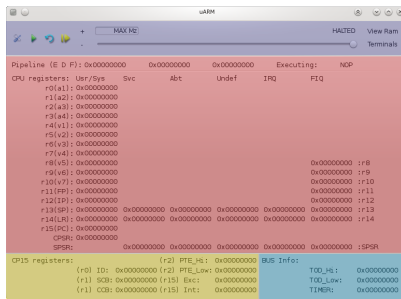 uARM
+ MAX Mz HALTED View Ram
- Terminals
Pipeline (E D F): 0x00000000 0x00000000 0x00000000 Executing: NOP
CPU registers: Usr/Sys Svc Abt Undef IRQ FIQ
r0(a1): 0x00000000
r1(a2): 0x00000000
r2(a3): 0x00000000
r3(a4): 0x00000000
r4(v1): 0x00000000
r5(v2): 0x00000000
r6(v3): 0x00000000
r7(v4): 0x00000000
r8(v5): 0x00000000 0x00000000 :r8
r9(v6): 0x00000000 0x00000000 :r9
r10(v7): 0x00000000 0x00000000 :r10
r11(FP): 0x00000000 0x00000000 :r11
r12(IP): 0x00000000 0x00000000 :r12
r13(SP): 0x00000000 0x00000000 0x00000000 0x00000000 0x00000000 0x00000000 :r13
r14(LR): 0x00000000 0x00000000 0x00000000 0x00000000 0x00000000 0x00000000 :r14
r15(PC): 0x00000000
CPSR: 0x00000000
SPSR: 0x00000000 0x00000000 0x00000000 0x00000000 0x00000000 :SPSR
CP15 registers: (r2) PTE_Hi: 0x00000000 BUS Info:
(r0) ID: 0x00000000 (r2) PTE_Low: 0x00000000 TOD_Hi: 0x00000000
(r1) SCB: 0x00000000 (r15) Exc: 0x00000000 TOD_Low: 0x00000000
(r1) CCB: 0x00000000 (r15) Int: 0x00000000 TIMER: 0x00000000